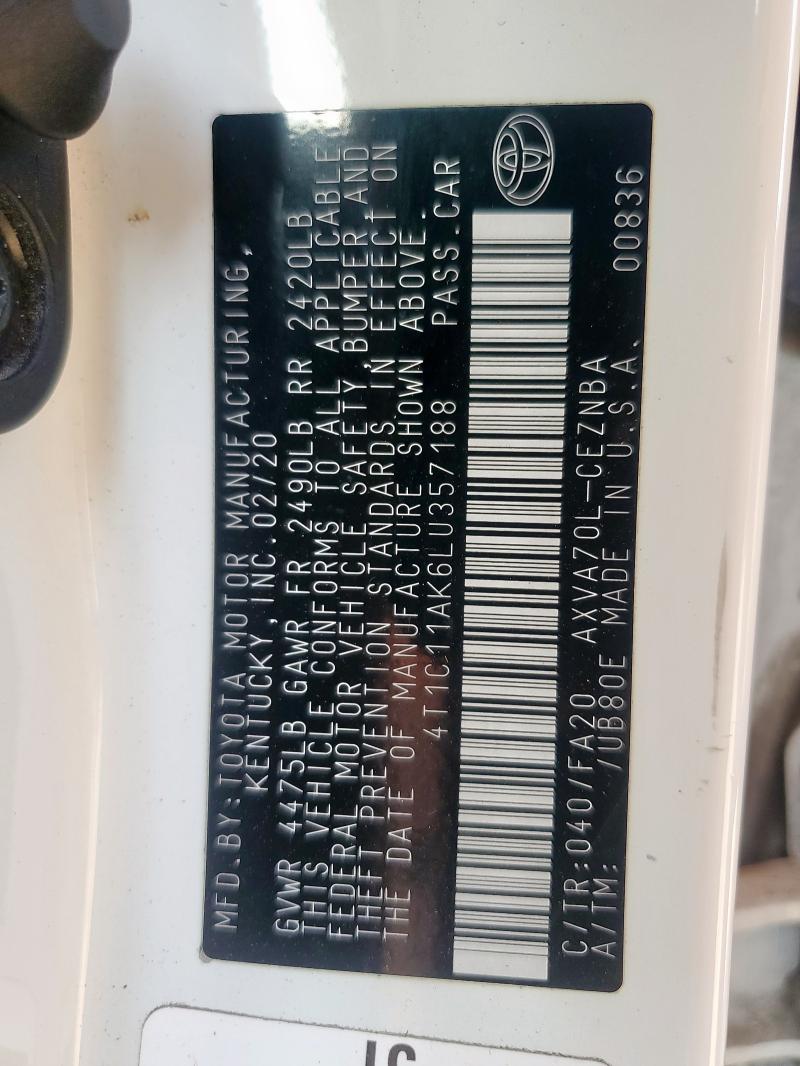 MFD.BY:TOYOTA MOTOR MANUFACTURING,
KENTUCKY,INC.02/20
GVWR 4475LB GAWR FR 2490LB RR 2420LB
THIS VEHICLE CONFORMS TO ALL APPLICABLE
FEDERAL MOTOR VEHICLE SAFETY,BUMPER,AND
THEFT PREVENTION STANDARDS IN EFFECT ON
THE DATE OF MANUFACTURE SHOWN ABOVE.
4T1C11AK6LU357188 PASS.CAR
C/TR:040/FA20 AXVA70L-CEZNBA
A/TM: /UB80E MADE IN U.S.A. 00836